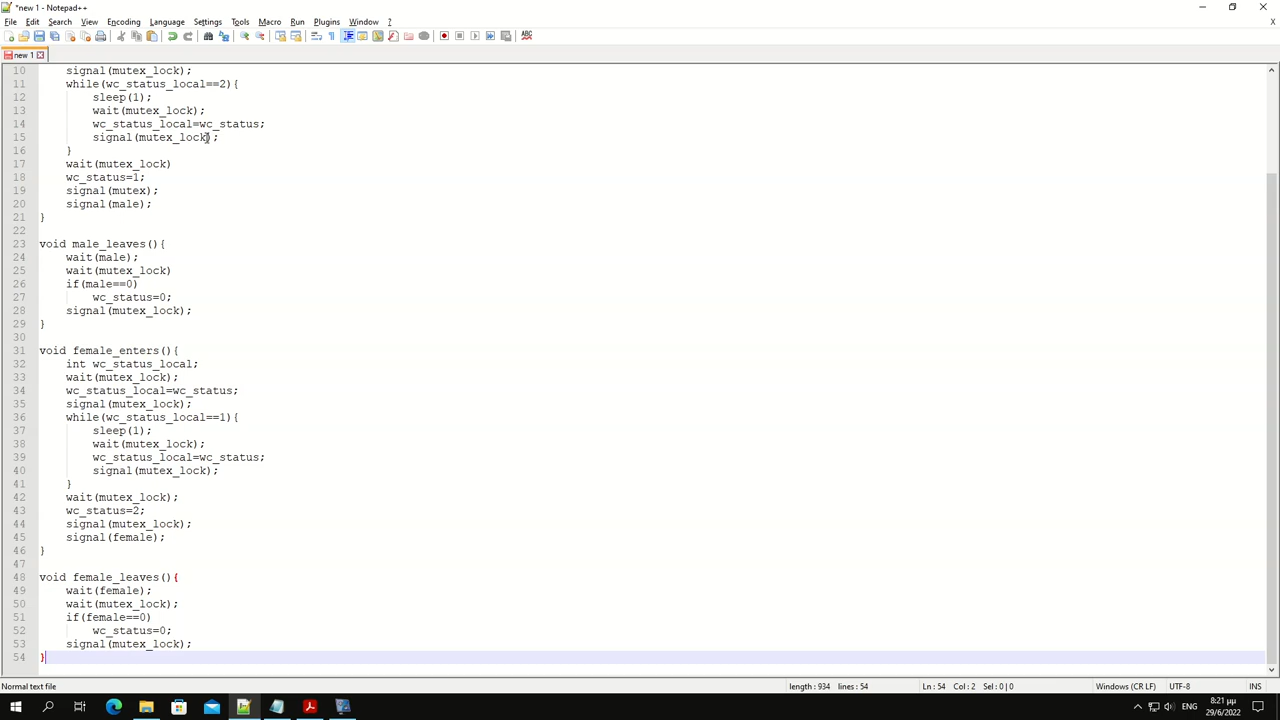 *new 1 - Notepad++
File Edit Search View Encoding Language Settings Tools Macro Run Plugins Window ?
X
new 1
10 signal(mutex_lock);
11 while(wc_status_local==2){
12 sleep(1);
13 wait(mutex_lock);
14 wc_status_local=wc_status;
15 signal(mutex_lock);
16 }
17 wait(mutex_lock)
18 wc_status=1;
19 signal(mutex);
20 signal(male);
21 }
22
23 void male_leaves(){
24 wait(male);
25 wait(mutex_lock)
26 if(male==0)
27 wc_status=0;
28 signal(mutex_lock);
29 }
30
31 void female_enters(){
32 int wc_status_local;
33 wait(mutex_lock);
34 wc_status_local=wc_status;
35 signal(mutex_lock);
36 while(wc_status_local==1){
37 sleep(1);
38 wait(mutex_lock);
39 wc_status_local=wc_status;
40 signal(mutex_lock);
41 }
42 wait(mutex_lock);
43 wc_status=2;
44 signal(mutex_lock);
45 signal(female);
46 }
47
48 void female_leaves(){
49 wait(female);
50 wait(mutex_lock);
51 if(female==0)
52 wc_status=0;
53 signal(mutex_lock);
54 }
Normal text file length : 934 lines : 54 Ln : 54 Col : 2 Sel : 0 | 0 Windows (CR LF) UTF-8 INS
8:21 μμ
29/6/2022